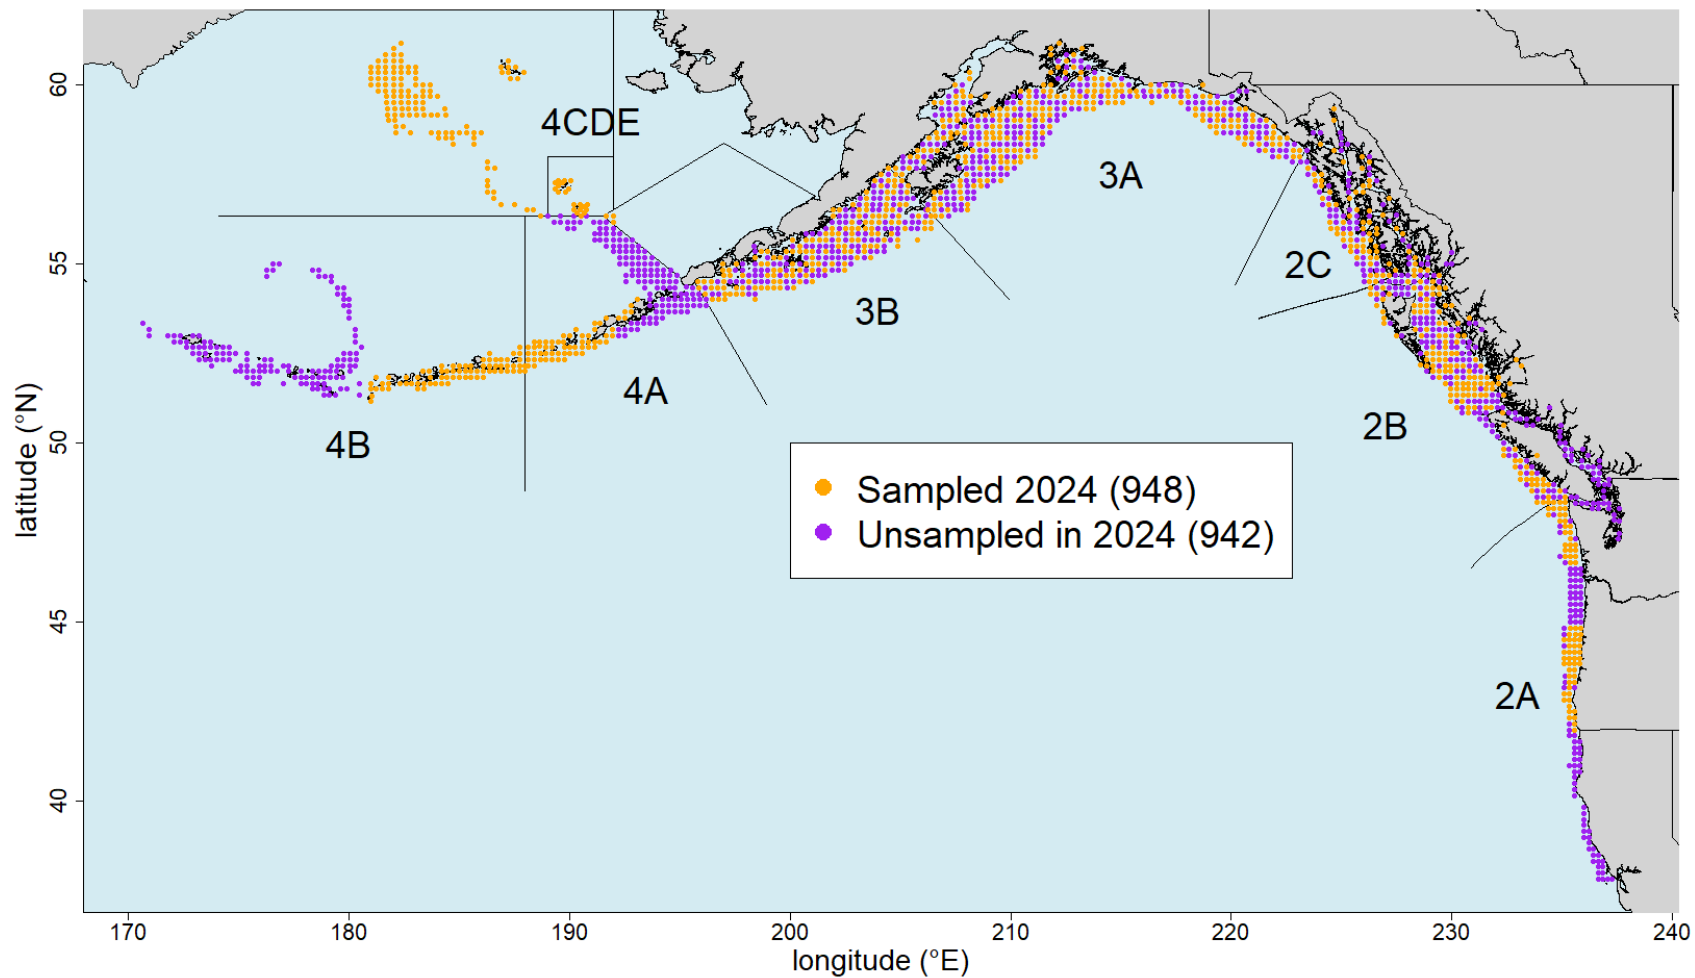 60
55
50
45
40
latitude (°N)
4CDE
3A
2C
3B
4A
2B
4B
2A
Sampled 2024 (948)
Unsampled in 2024 (942)
170
180
190
200
210
220
230
240
longitude (°E)